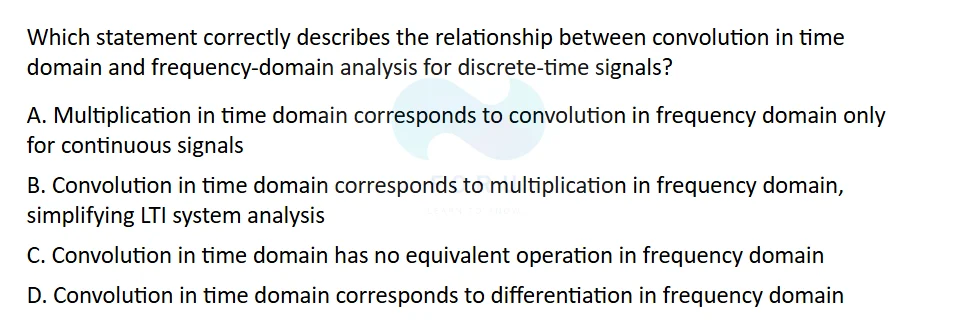 Which statement correctly describes the relationship between convolution in time
domain and frequency-domain analysis for discrete-time signals?
A. Multiplication in time domain corresponds to convolution in frequency domain only
for continuous signals
B. Convolution in time domain corresponds to multiplication in frequency domain,
simplifying LTI system analysis
C. Convolution in time domain has no equivalent operation in frequency domain
D. Convolution in time domain corresponds to differentiation in frequency domain